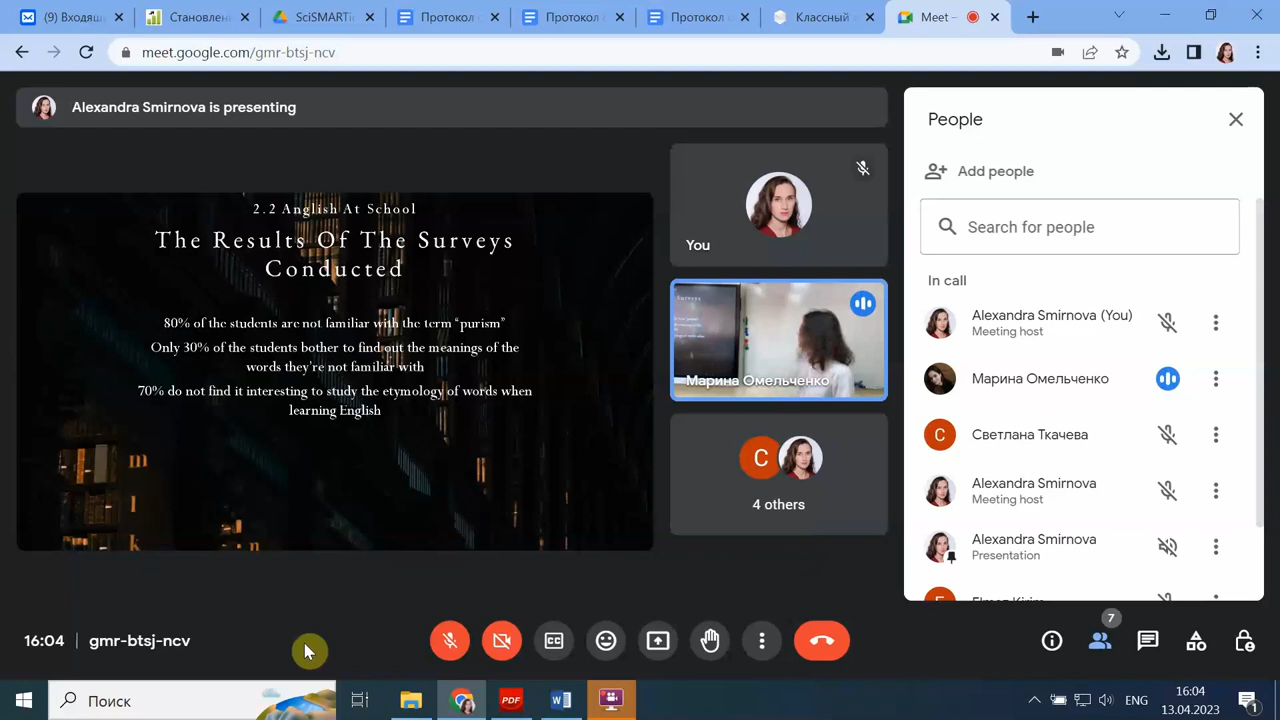 (9) Входящ
Становлен
SciSMARTic
Протокол с
Протокол
Протокол
Классный
Meet –
meet.google.com/gmr-btsj-ncv
Alexandra Smirnova is presenting
2.2 Anglish At School
The Results Of The Surveys
Conducted
80% of the students are not familiar with the term “purism”
Only 30% of the students bother to find out the meanings of the
words they're not familiar with
70% do not find it interesting to study the etymology of words when
learning English
m
l
k
n
You
Surveys
Марина Омельченко
C
4 others
People
Add people
Search for people
In call
Alexandra Smirnova (You)
Meeting host
Марина Омельченко
C
Светлана Ткачева
Alexandra Smirnova
Meeting host
Alexandra Smirnova
Presentation
16:04
gmr-btsj-ncv
7
Поиск
PDF
ENG
16:04
13.04.2023
1